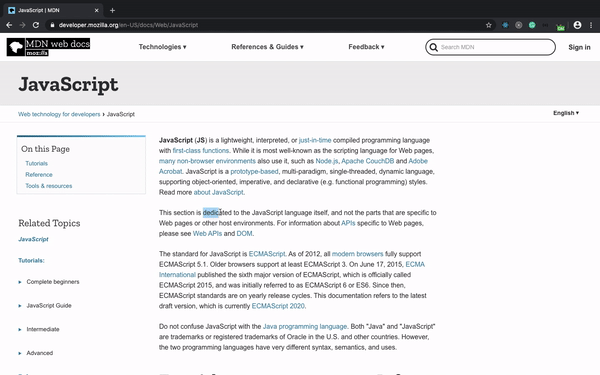 JavaScript | MDN
developer.mozilla.org/en-US/docs/Web/JavaScript
MDN web docs
moz://a
Technologies
References & Guides
Feedback
Search MDN
Sign in
JavaScript
Web technology for developers › JavaScript
English
On this Page
Tutorials
Reference
Tools & resources
Related Topics
JavaScript
Tutorials:
Complete beginners
JavaScript Guide
Intermediate
Advanced
JavaScript (JS) is a lightweight, interpreted, or just-in-time compiled programming language
with first-class functions. While it is most well-known as the scripting language for Web pages,
many non-browser environments also use it, such as Node.js, Apache CouchDB and Adobe
Acrobat. JavaScript is a prototype-based, multi-paradigm, single-threaded, dynamic language,
supporting object-oriented, imperative, and declarative (e.g. functional programming) styles.
Read more about JavaScript.
This section is dedicated to the JavaScript language itself, and not the parts that are specific to
Web pages or other host environments. For information about APIs specific to Web pages,
please see Web APIs and DOM.
The standard for JavaScript is ECMAScript. As of 2012, all modern browsers fully support
ECMAScript 5.1. Older browsers support at least ECMAScript 3. On June 17, 2015, ECMA
International published the sixth major version of ECMAScript, which is officially called
ECMAScript 2015, and was initially referred to as ECMAScript 6 or ES6. Since then,
ECMAScript standards are on yearly release cycles. This documentation refers to the latest
draft version, which is currently ECMAScript 2020.
Do not confuse JavaScript with the Java programming language. Both "Java" and "JavaScript"
are trademarks or registered trademarks of Oracle in the U.S. and other countries. However,
the two programming languages have very different syntax, semantics, and uses.